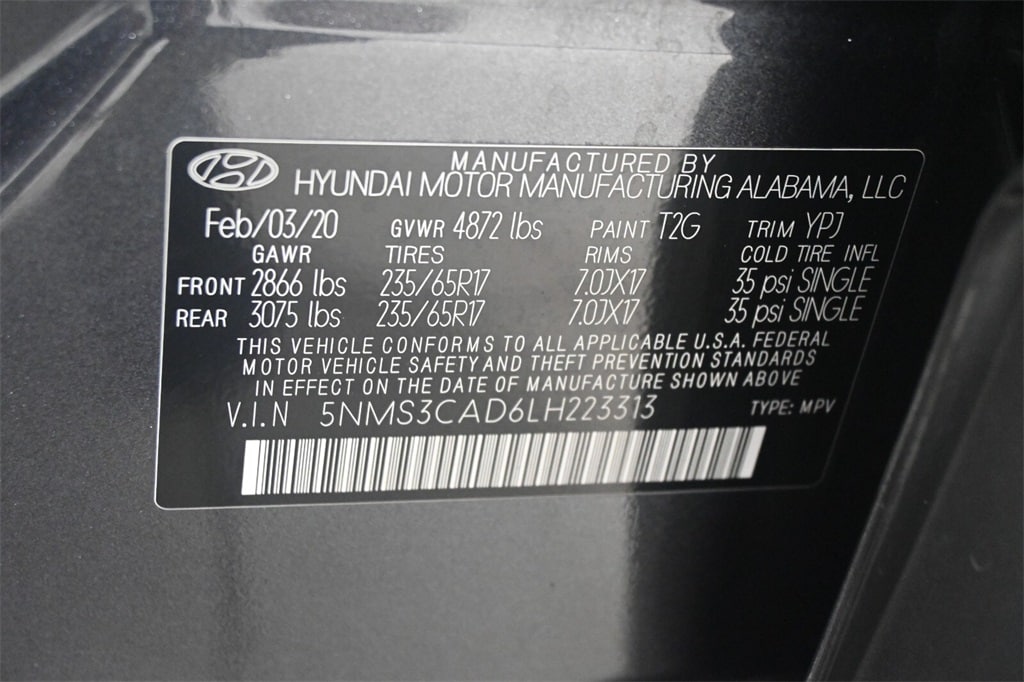 MANUFACTURED BY
HYUNDAI MOTOR MANUFACTURING ALABAMA, LLC
Feb/03/20 GVWR 4872 lbs PAINT T2G TRIM YPJ
GAWR TIRES RIMS COLD TIRE INFL
FRONT 2866 lbs 235/65R17 7.0JX17 35 psi SINGLE
REAR 3075 lbs 235/65R17 7.0JX17 35 psi SINGLE
THIS VEHICLE CONFORMS TO ALL APPLICABLE U.S.A. FEDERAL
MOTOR VEHICLE SAFETY AND THEFT PREVENTION STANDARDS
IN EFFECT ON THE DATE OF MANUFACTURE SHOWN ABOVE
V.I.N 5NMS3CAD6LH223313 TYPE: MPV